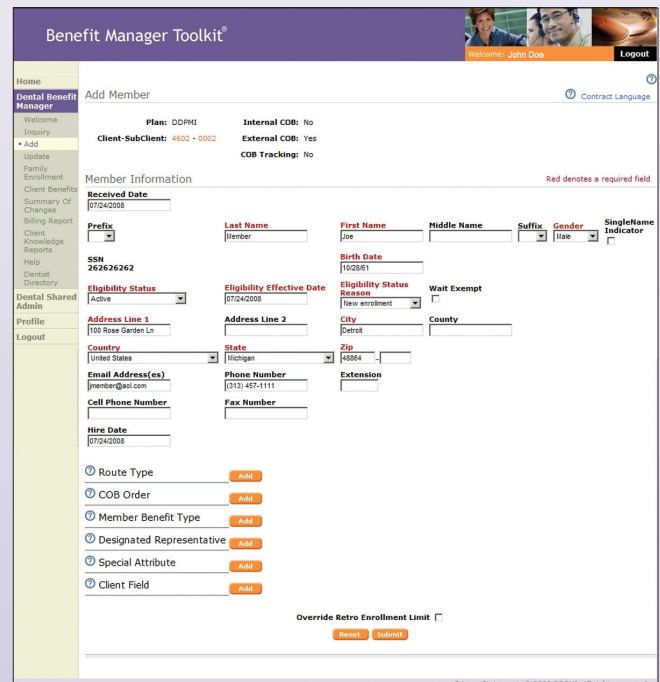 Benefit Manager Toolkit®
Welcome: John Doe Logout
Home
Dental Benefit Manager
Welcome
Inquiry
• Add
Update
Family Enrollment
Client Benefits
Summary Of Changes
Billing Report
Client Knowledge Reports
Help
Dentist Directory
Dental Shared Admin
Profile
Logout
?
Add Member ? Contract Language
Plan: DDPMI Internal COB: No
Client-SubClient: 4602 - 0002 External COB: Yes
COB Tracking: No
Member Information Red denotes a required field
Received Date
07/24/2008
Prefix Last Name First Name Middle Name Suffix Gender SingleName Indicator
Member Joe Male
SSN Birth Date
262626262 10/28/61
Eligibility Status Eligibility Effective Date Eligibility Status Reason Wait Exempt
Active 07/24/2008 New enrollment
Address Line 1 Address Line 2 City County
100 Rose Garden Ln Detroit
Country State Zip
United States Michigan 48864 -
Email Address(es) Phone Number Extension
jmember@aol.com (313) 457-1111
Cell Phone Number Fax Number
Hire Date
07/24/2008
? Route Type Add
? COB Order Add
? Member Benefit Type Add
? Designated Representative Add
? Special Attribute Add
? Client Field Add
Override Retro Enrollment Limit
Reset Submit